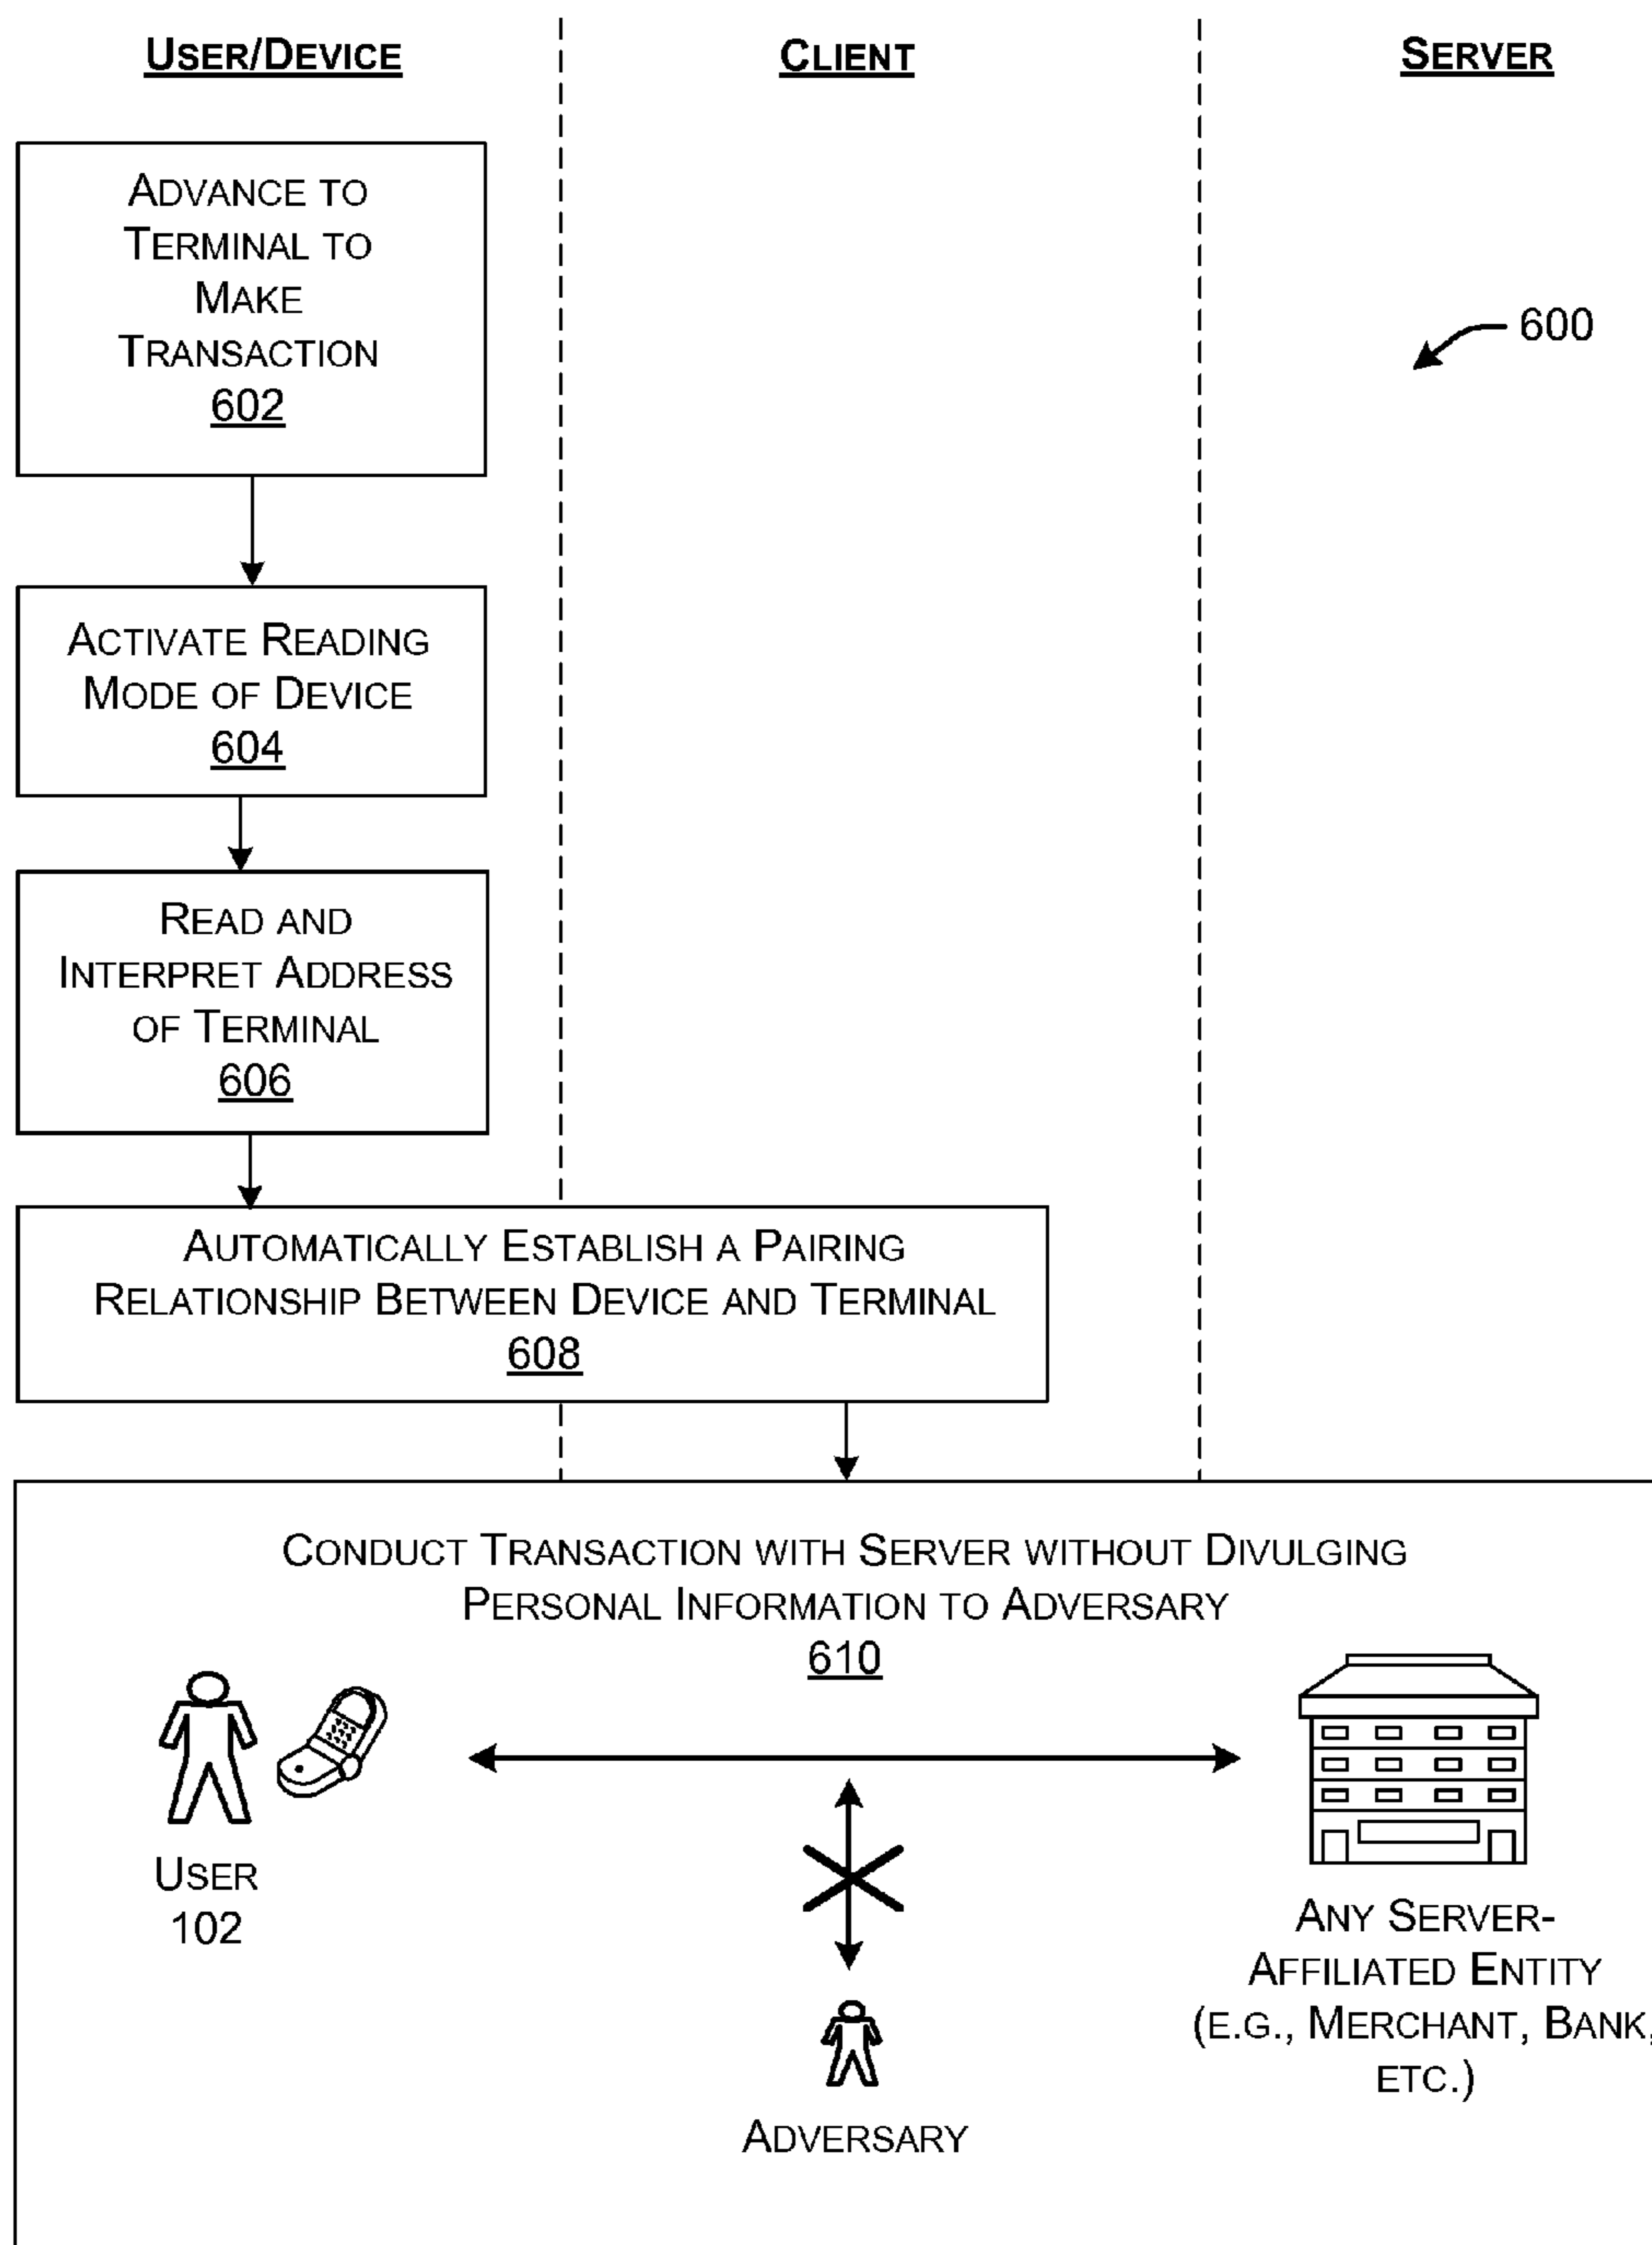 USER/DEVICE
CLIENT
SERVER
ADVANCE TO
TERMINAL TO
MAKE
TRANSACTION
602
600
ACTIVATE READING
MODE OF DEVICE
604
READ AND
INTERPRET ADDRESS
OF TERMINAL
606
AUTOMATICALLY ESTABLISH A PAIRING
RELATIONSHIP BETWEEN DEVICE AND TERMINAL
608
CONDUCT TRANSACTION WITH SERVER WITHOUT DIVULGING
PERSONAL INFORMATION TO ADVERSARY
610
USER
102
ADVERSARY
ANY SERVER-
AFFILIATED ENTITY
(E.G., MERCHANT, BANK,
ETC.)